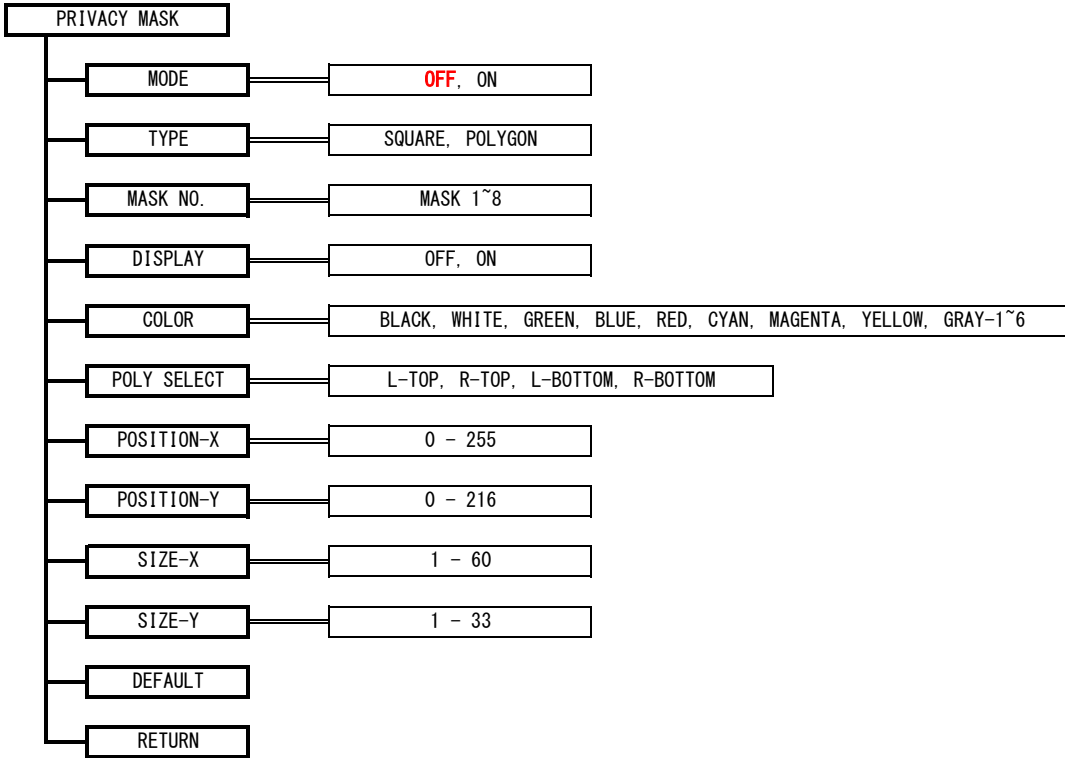 PRIVACY MASK
MODE OFF, ON
TYPE SQUARE, POLYGON
MASK NO. MASK 1~8
DISPLAY OFF, ON
COLOR BLACK, WHITE, GREEN, BLUE, RED, CYAN, MAGENTA, YELLOW, GRAY-1~6
POLY SELECT L-TOP, R-TOP, L-BOTTOM, R-BOTTOM
POSITION-X 0 - 255
POSITION-Y 0 - 216
SIZE-X 1 - 60
SIZE-Y 1 - 33
DEFAULT
RETURN